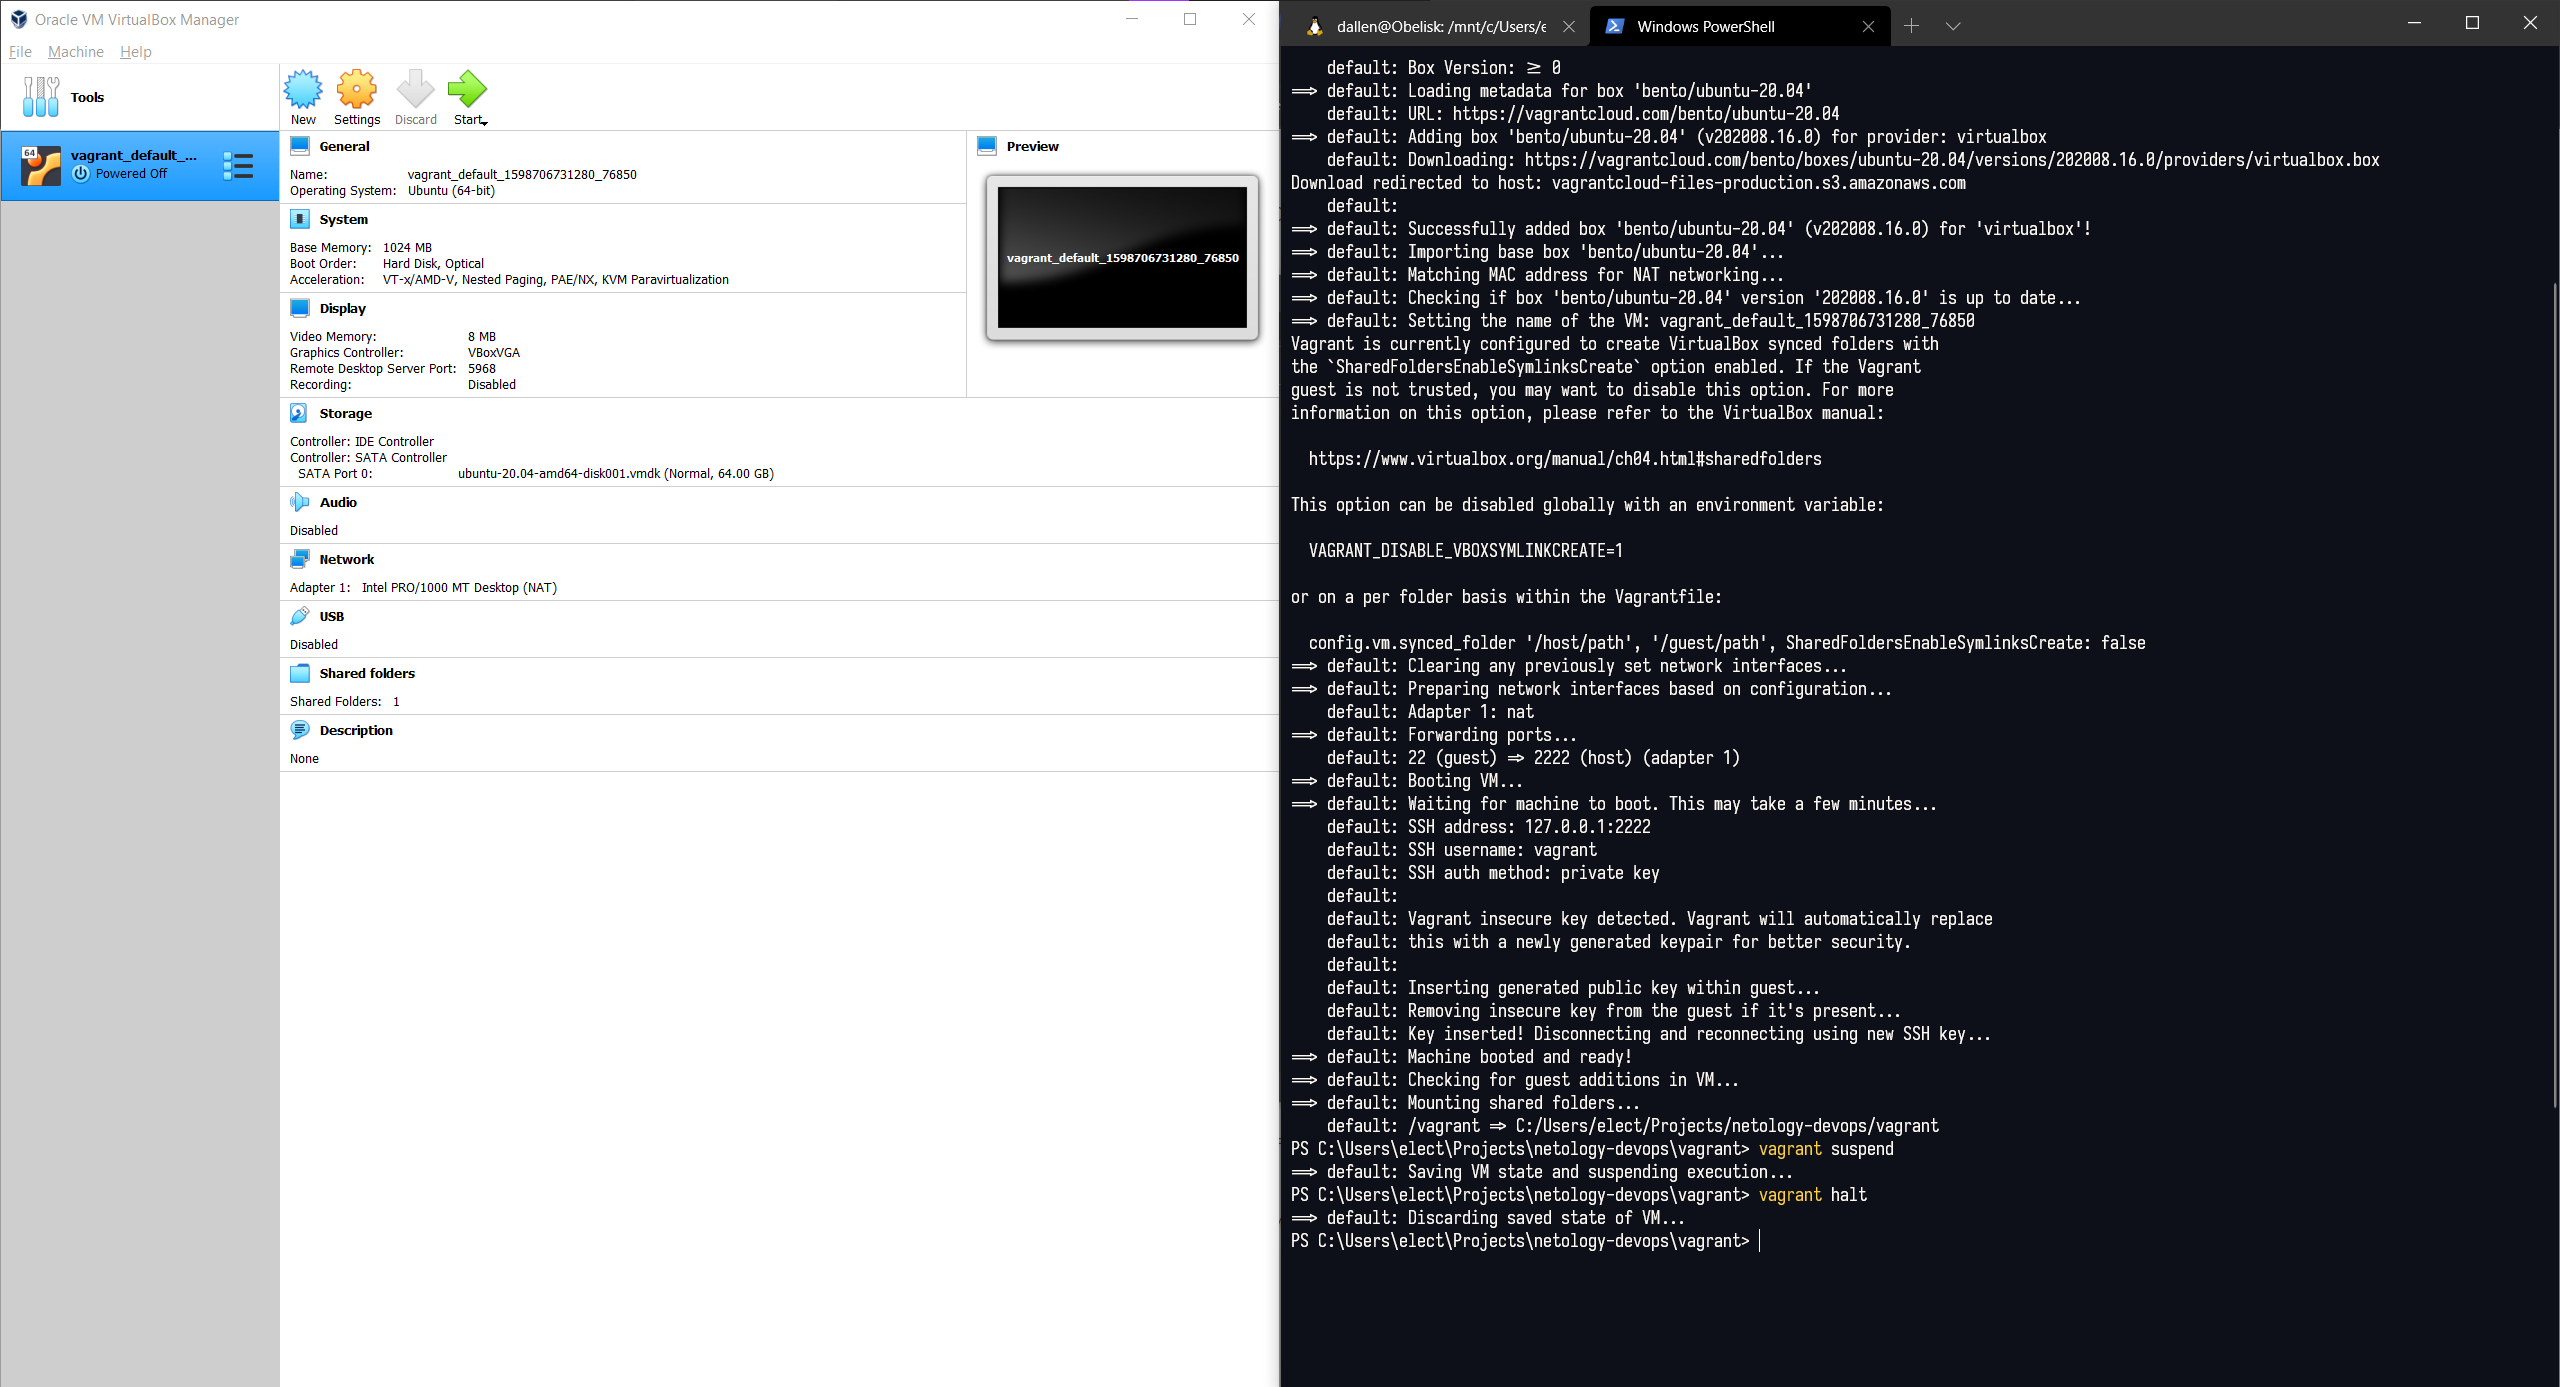 Oracle VM VirtualBox Manager
File Machine Help
Tools
64
vagrant_default_...
Powered Off
New Settings Discard Start
General
Name: vagrant_default_1598706731280_76850
Operating System: Ubuntu (64-bit)
System
Base Memory: 1024 MB
Boot Order: Hard Disk, Optical
Acceleration: VT-x/AMD-V, Nested Paging, PAE/NX, KVM Paravirtualization
Display
Video Memory: 8 MB
Graphics Controller: VBoxVGA
Remote Desktop Server Port: 5968
Recording: Disabled
Storage
Controller: IDE Controller
Controller: SATA Controller
SATA Port 0: ubuntu-20.04-amd64-disk001.vmdk (Normal, 64.00 GB)
Audio
Disabled
Network
Adapter 1: Intel PRO/1000 MT Desktop (NAT)
USB
Disabled
Shared folders
Shared Folders: 1
Description
None
Preview
vagrant_default_1598706731280_76850
dallen@Obelisk: /mnt/c/Users/e
Windows PowerShell
default: Box Version: ≥ 0
==> default: Loading metadata for box 'bento/ubuntu-20.04'
default: URL: https://vagrantcloud.com/bento/ubuntu-20.04
==> default: Adding box 'bento/ubuntu-20.04' (v202008.16.0) for provider: virtualbox
default: Downloading: https://vagrantcloud.com/bento/boxes/ubuntu-20.04/versions/202008.16.0/providers/virtualbox.box
Download redirected to host: vagrantcloud-files-production.s3.amazonaws.com
default:
==> default: Successfully added box 'bento/ubuntu-20.04' (v202008.16.0) for 'virtualbox'!
==> default: Importing base box 'bento/ubuntu-20.04'...
==> default: Matching MAC address for NAT networking...
==> default: Checking if box 'bento/ubuntu-20.04' version '202008.16.0' is up to date...
==> default: Setting the name of the VM: vagrant_default_1598706731280_76850
Vagrant is currently configured to create VirtualBox synced folders with
the `SharedFoldersEnableSymlinksCreate` option enabled. If the Vagrant
guest is not trusted, you may want to disable this option. For more
information on this option, please refer to the VirtualBox manual:
https://www.virtualbox.org/manual/ch04.html#sharedfolders
This option can be disabled globally with an environment variable:
VAGRANT_DISABLE_VBOXSYMLINKCREATE=1
or on a per folder basis within the Vagrantfile:
config.vm.synced_folder '/host/path', '/guest/path', SharedFoldersEnableSymlinksCreate: false
==> default: Clearing any previously set network interfaces...
==> default: Preparing network interfaces based on configuration...
default: Adapter 1: nat
==> default: Forwarding ports...
default: 22 (guest) => 2222 (host) (adapter 1)
==> default: Booting VM...
==> default: Waiting for machine to boot. This may take a few minutes...
default: SSH address: 127.0.0.1:2222
default: SSH username: vagrant
default: SSH auth method: private key
default:
default: Vagrant insecure key detected. Vagrant will automatically replace
default: this with a newly generated keypair for better security.
default:
default: Inserting generated public key within guest...
default: Removing insecure key from the guest if it's present...
default: Key inserted! Disconnecting and reconnecting using new SSH key...
==> default: Machine booted and ready!
==> default: Checking for guest additions in VM...
==> default: Mounting shared folders...
default: /vagrant => C:/Users/elect/Projects/netology-devops/vagrant
PS C:\Users\elect\Projects\netology-devops\vagrant> vagrant suspend
==> default: Saving VM state and suspending execution...
PS C:\Users\elect\Projects\netology-devops\vagrant> vagrant halt
==> default: Discarding saved state of VM...
PS C:\Users\elect\Projects\netology-devops\vagrant>